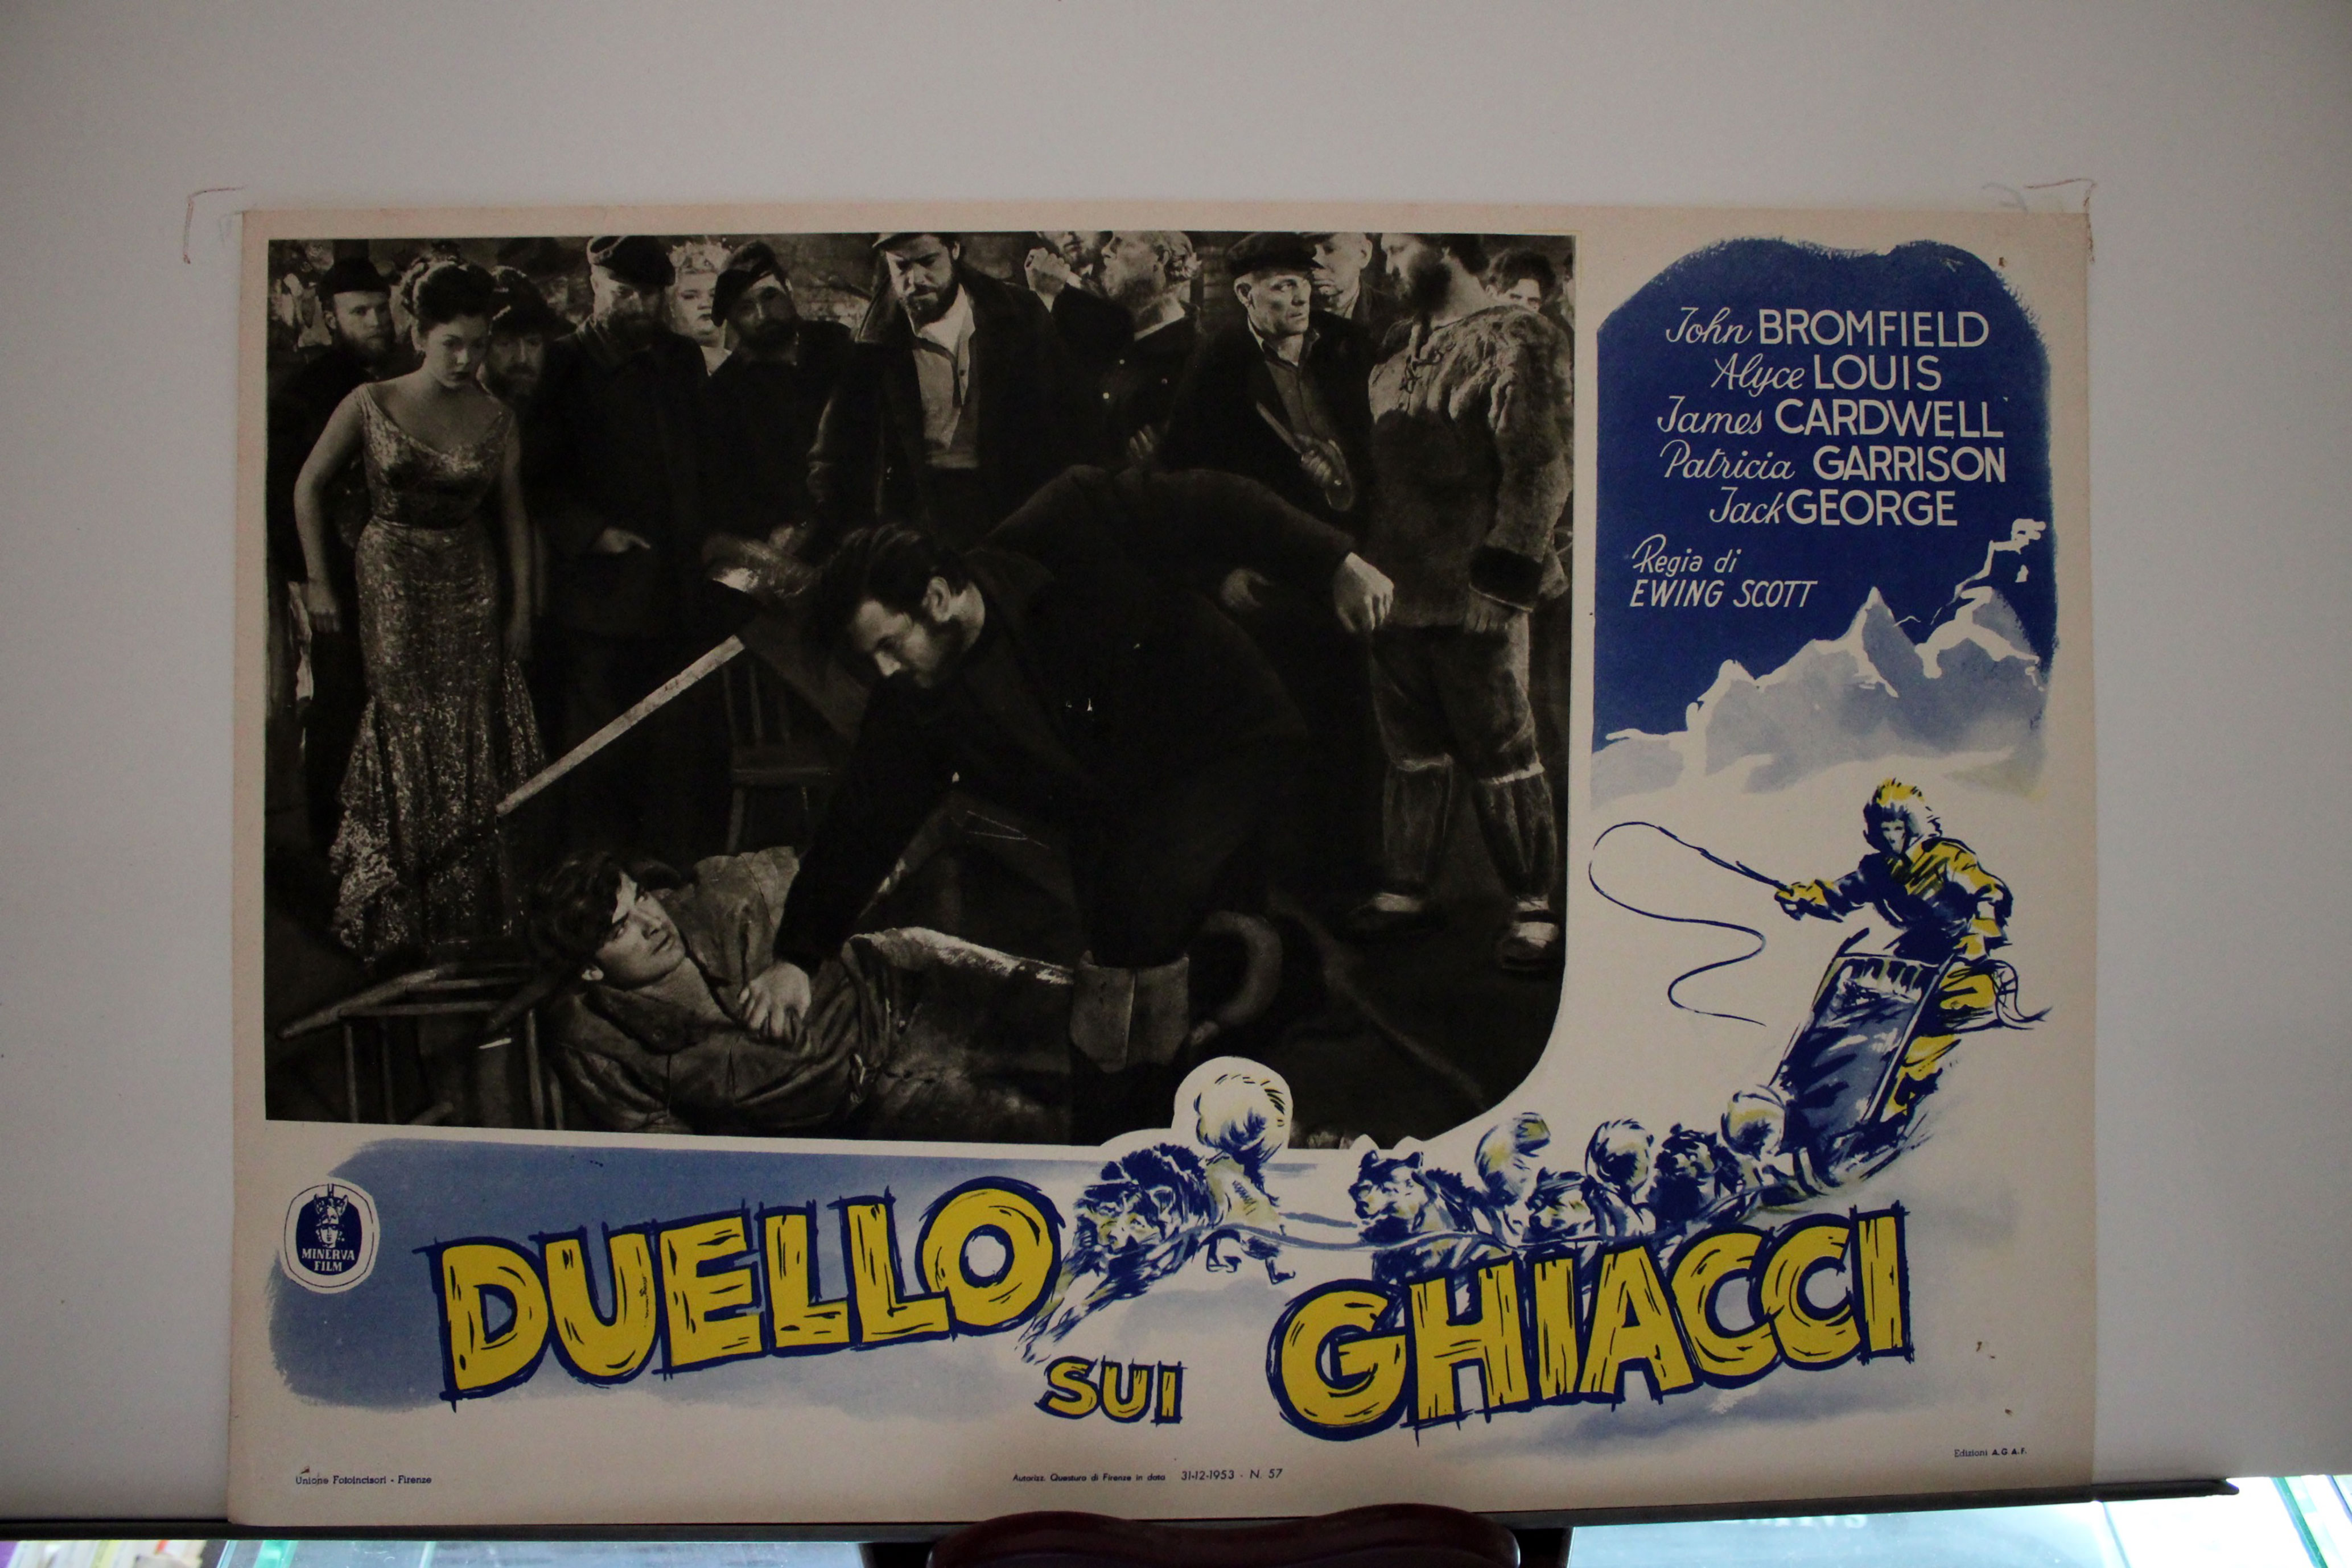 John BROMFIELD
Alyce LOUIS
James CARDWELL
Patricia GARRISON
Jack GEORGE
Regia di
EWING SCOTT
MINERVA
FILM
DUELLO
SUI
GHIACCI
Unione Fotoincisori - Firenze
Autorizz. Questura di Firenze in data 31-12-1953 - N. 57
Edizioni A.G.A.F.